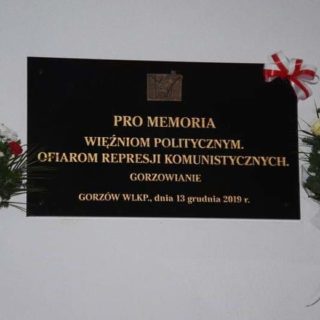 PRO MEMORIA
WIĘŹNIOM POLITYCZNYM.
OFIAROM REPRESJI KOMUNISTYCZNYCH.
GORZOWIANIE
GORZÓW WLKP., dnia 13 grudnia 2019 r.